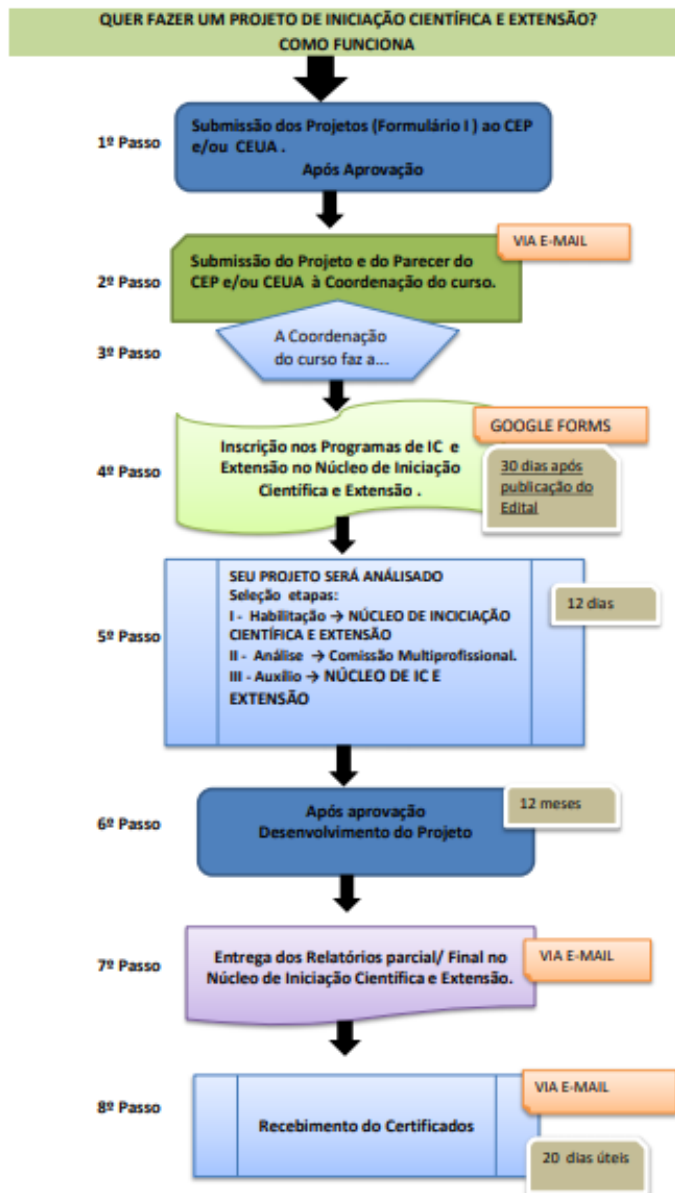 QUER FAZER UM PROJETO DE INICIAÇÃO CIENTÍFICA E EXTENSÃO?
COMO FUNCIONA
1º Passo
Submissão dos Projetos (Formulário I ) ao CEP
e/ou CEUA .
Após Aprovação
VIA E-MAIL
2º Passo
Submissão do Projeto e do Parecer do
CEP e/ou CEUA à Coordenação do curso.
3º Passo
A Coordenação
do curso faz a...
GOOGLE FORMS
4º Passo
Inscrição nos Programas de IC e
Extensão no Núcleo de Iniciação
Científica e Extensão .
30 dias após
publicação do
Edital
5º Passo
SEU PROJETO SERÁ ANÁLISADO
Seleção etapas:
I - Habilitação → NÚCLEO DE INCICIAÇÃO
CIENTÍFICA E EXTENSÃO
II - Análise → Comissão Multiprofissional.
III - Auxílio → NÚCLEO DE IC E
EXTENSÃO
12 dias
6º Passo
Após aprovação
Desenvolvimento do Projeto
12 meses
7º Passo
Entrega dos Relatórios parcial/ Final no
Núcleo de Iniciação Científica e Extensão.
VIA E-MAIL
8º Passo
Recebimento do Certificados
VIA E-MAIL
20 dias úteis